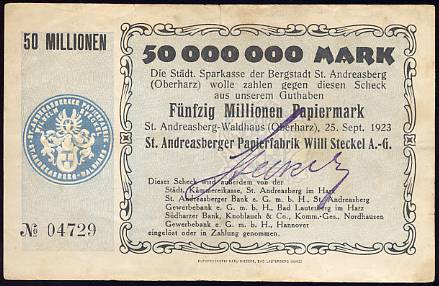 50 MILLIONEN
50 000 000 MARK
Die Städt. Sparkasse der Bergstadt St. Andreasberg
(Oberharz) wolle zahlen gegen diesen Scheck
aus unserem Guthaben
Fünfzig Millionen Papiermark
St. Andreasberg-Waldhaus (Oberharz), 25. Sept. 1923
St. Andreasberger Papierfabrik Willi Steckel A.-G.
Dieser Scheck wird ausserdem von der
Städt. Kämmereikasse, St. Andreasberg im Harz
St. Andreasberger Bank e. G. m. b. H., St. Andreasberg
Gewerbebank e. G. m. b. H., Bad Lauterberg im Harz
Südharzer Bank, Knoblauch & Co., Komm.-Ges., Nordhausen
Gewerbebank e. G. m. b. H., Hannover
eingelöst oder in Zahlung genommen.
№ 04729